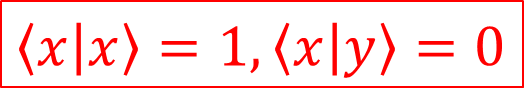 ⟨x|x⟩ = 1, ⟨x|y⟩ = 0